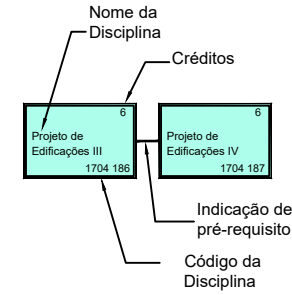 Nome da
Disciplina
Créditos
6
Projeto de
Edificações III
1704 186
6
Projeto de
Edificações IV
1704 187
Indicação de
pré-requisito
Código da
Disciplina